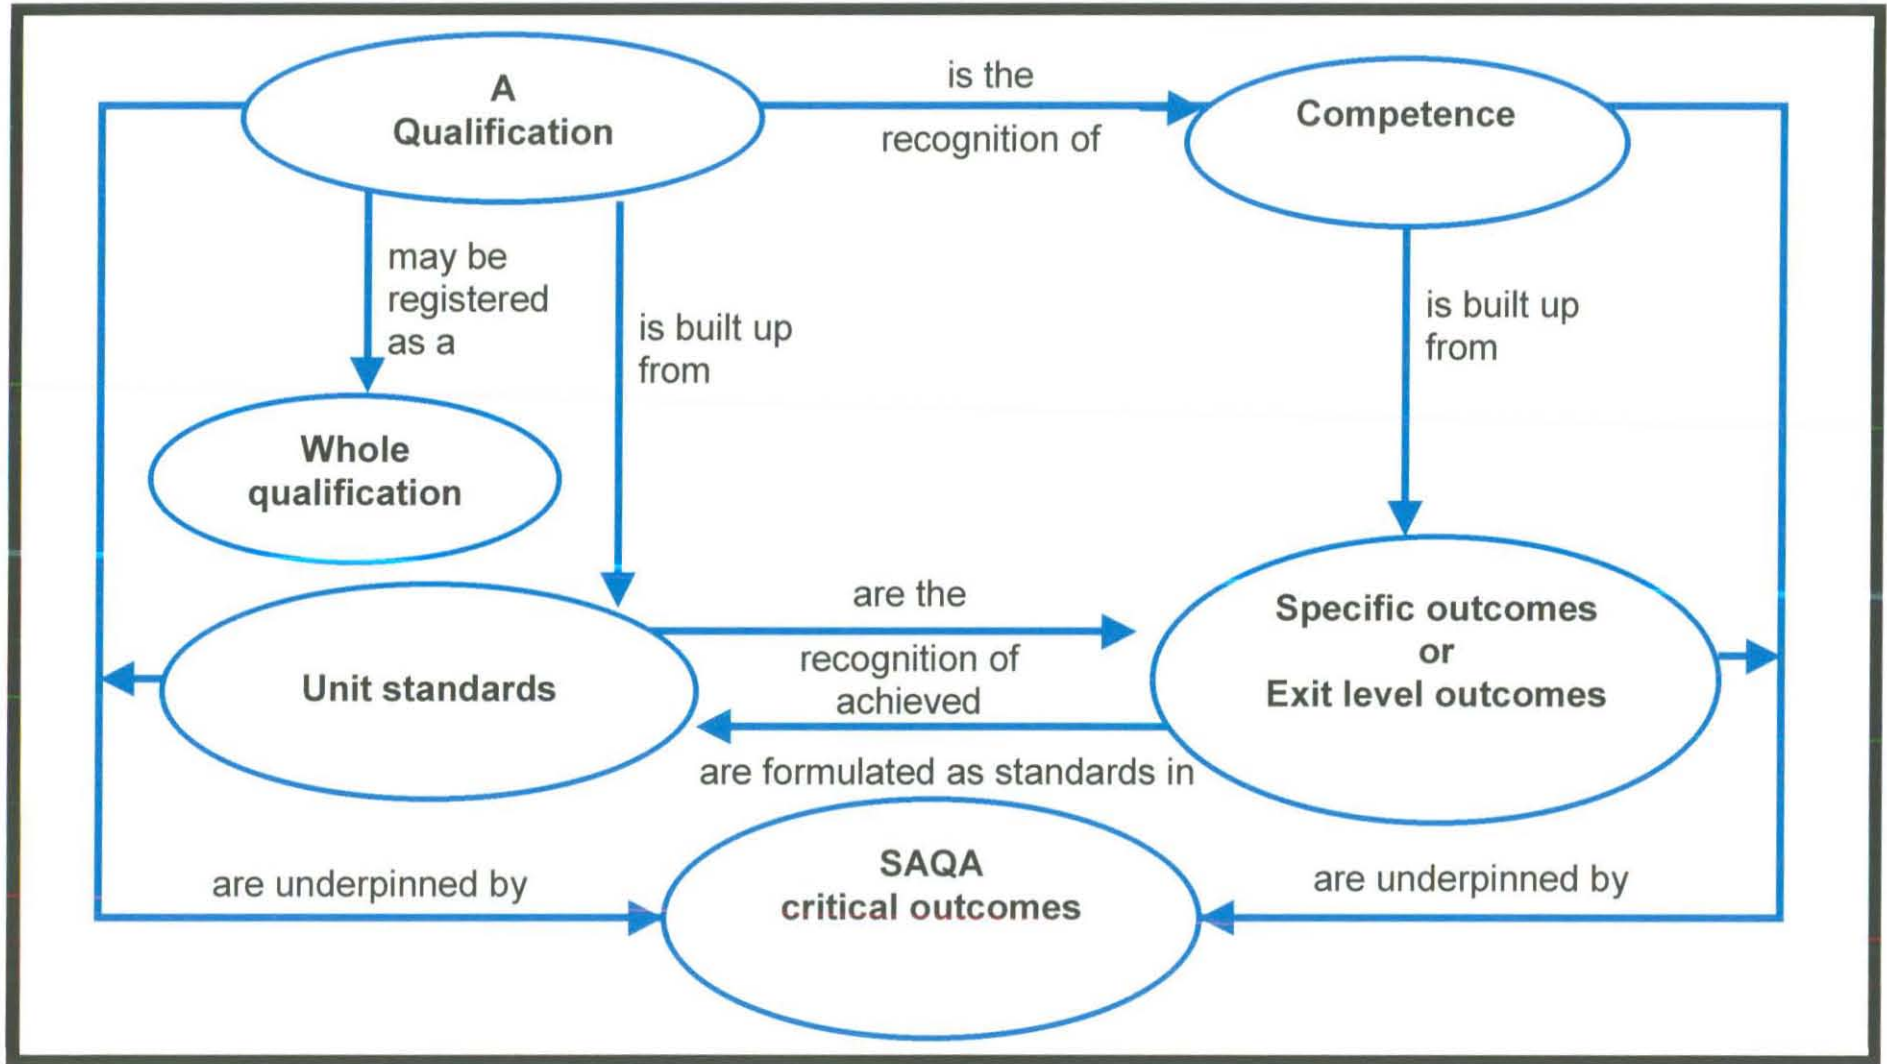 A
Qualification
is the
recognition of
Competence
may be
registered
as a
is built up
from
is built up
from
Whole
qualification
are the
recognition of
achieved
Unit standards
Specific outcomes
or
Exit level outcomes
are formulated as standards in
SAQA
critical outcomes
are underpinned by
are underpinned by